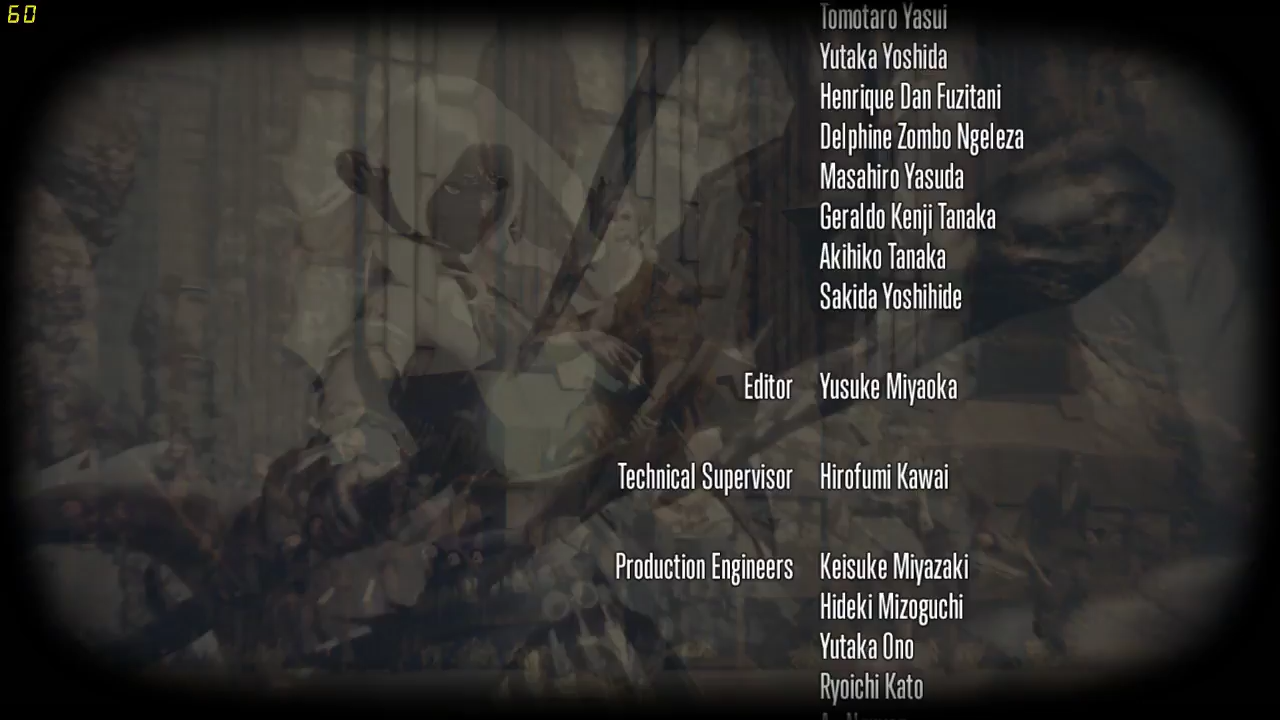 60
Tomotaro Yasui
Yutaka Yoshida
Henrique Dan Fuzitani
Delphine Zombo Ngeleza
Masahiro Yasuda
Geraldo Kenji Tanaka
Akihiko Tanaka
Sakida Yoshihide
Editor Yusuke Miyaoka
Technical Supervisor Hirofumi Kawai
Production Engineers Keisuke Miyazaki
Hideki Mizoguchi
Yutaka Ono
Ryoichi Kato